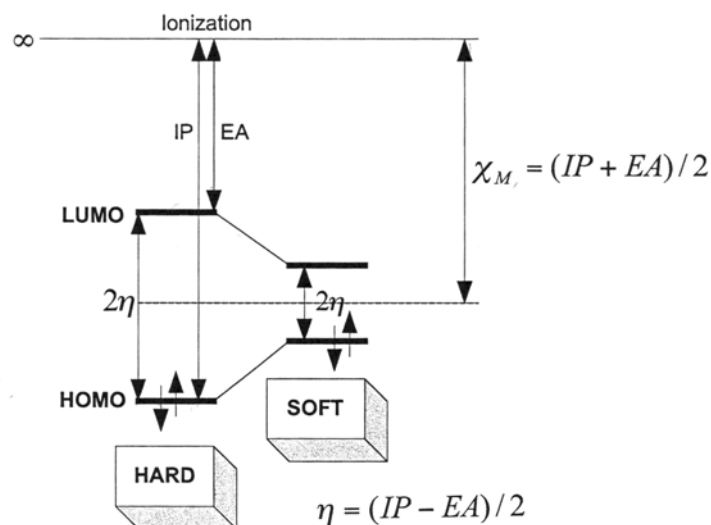 Ionization
∞
IP
EA
χM = (IP + EA)/2
LUMO
2η
2η
HOMO
SOFT
HARD
η = (IP − EA)/2